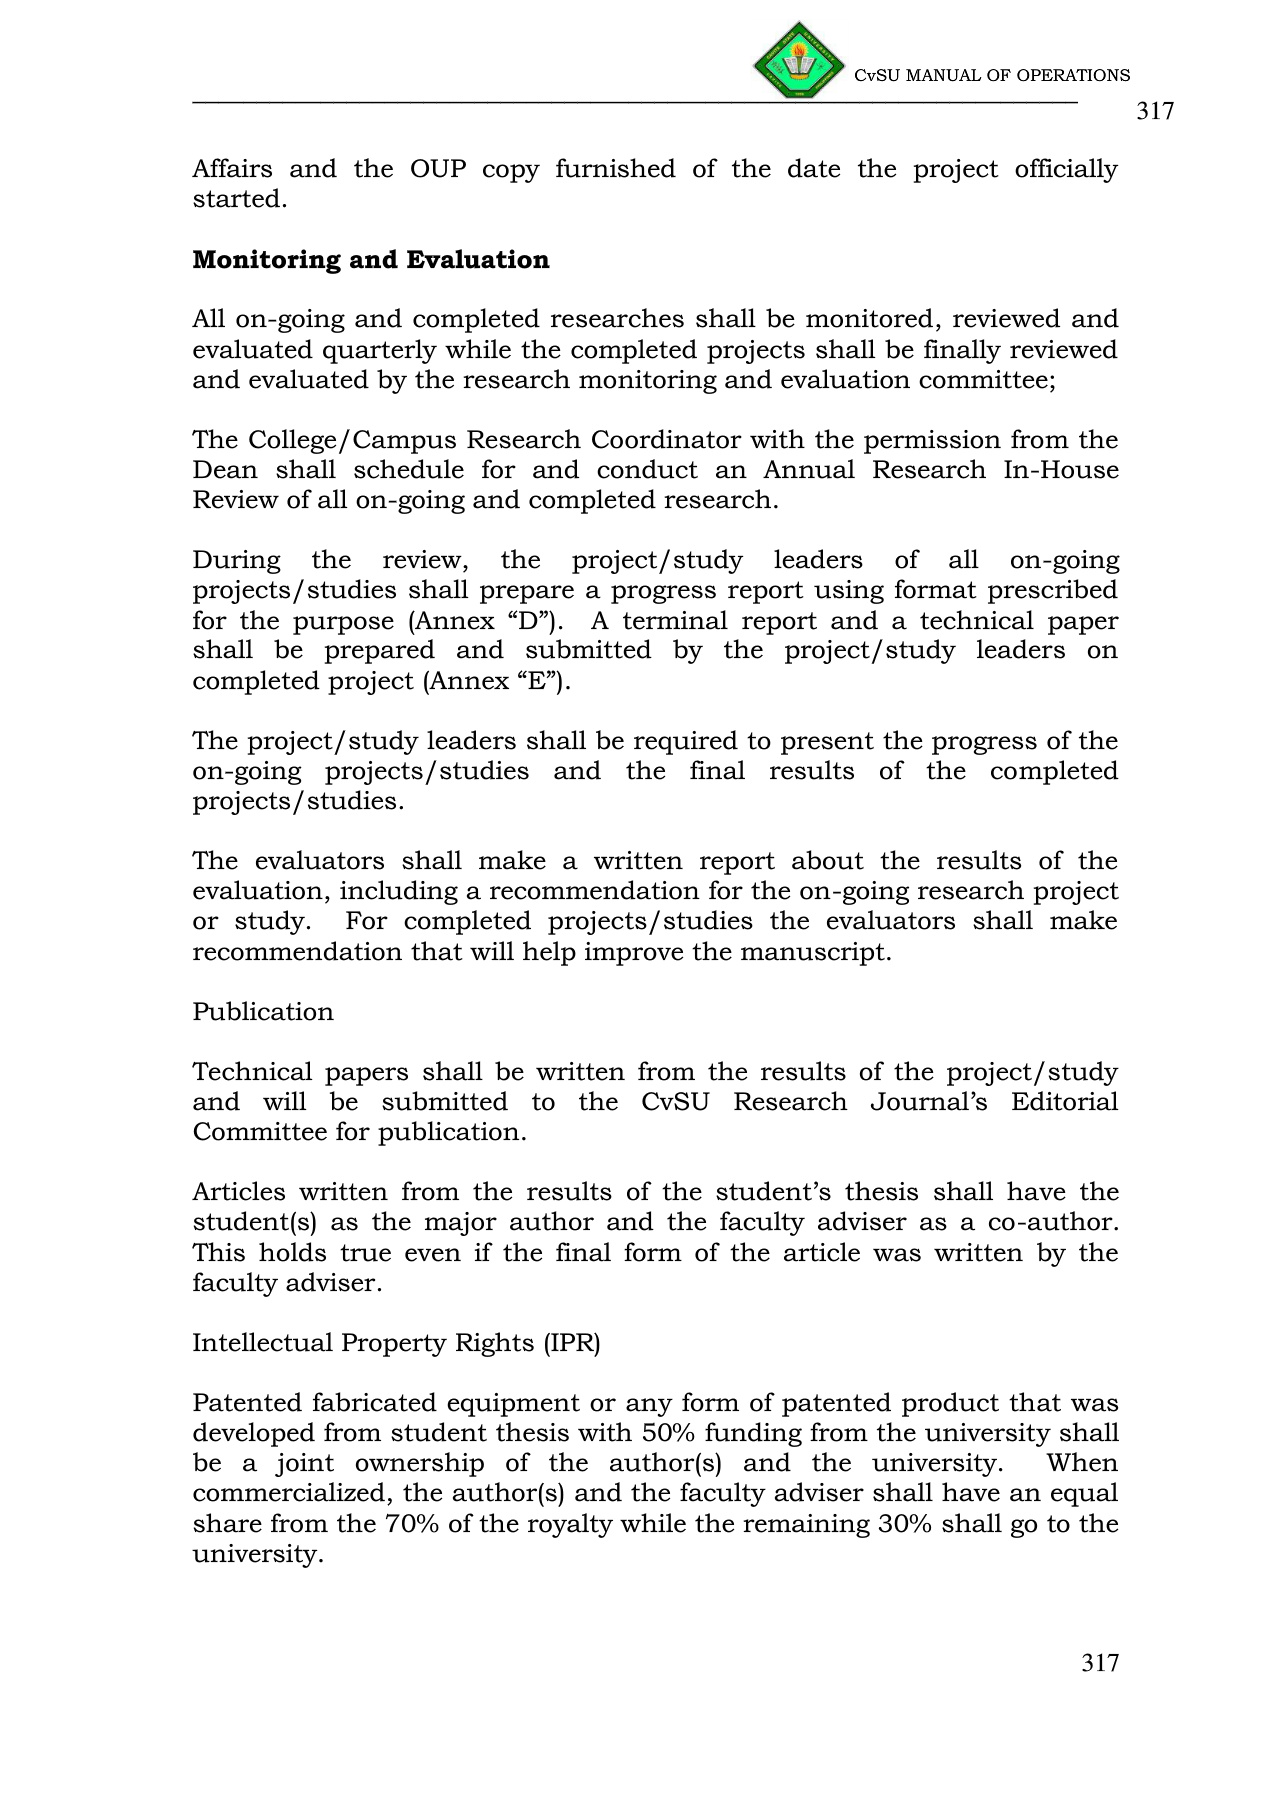 CvSU MANUAL OF OPERATIONS
317
Affairs and the OUP copy furnished of the date the project officially
started.
Monitoring and Evaluation
All on-going and completed researches shall be monitored, reviewed and
evaluated quarterly while the completed projects shall be finally reviewed
and evaluated by the research monitoring and evaluation committee;
The College/Campus Research Coordinator with the permission from the
Dean shall schedule for and conduct an Annual Research In-House
Review of all on-going and completed research.
During the review, the project/study leaders of all on-going
projects/studies shall prepare a progress report using format prescribed
for the purpose (Annex “D”). A terminal report and a technical paper
shall be prepared and submitted by the project/study leaders on
completed project (Annex “E”).
The project/study leaders shall be required to present the progress of the
on-going projects/studies and the final results of the completed
projects/studies.
The evaluators shall make a written report about the results of the
evaluation, including a recommendation for the on-going research project
or study. For completed projects/studies the evaluators shall make
recommendation that will help improve the manuscript.
Publication
Technical papers shall be written from the results of the project/study
and will be submitted to the CvSU Research Journal’s Editorial
Committee for publication.
Articles written from the results of the student’s thesis shall have the
student(s) as the major author and the faculty adviser as a co-author.
This holds true even if the final form of the article was written by the
faculty adviser.
Intellectual Property Rights (IPR)
Patented fabricated equipment or any form of patented product that was
developed from student thesis with 50% funding from the university shall
be a joint ownership of the author(s) and the university. When
commercialized, the author(s) and the faculty adviser shall have an equal
share from the 70% of the royalty while the remaining 30% shall go to the
university.
317